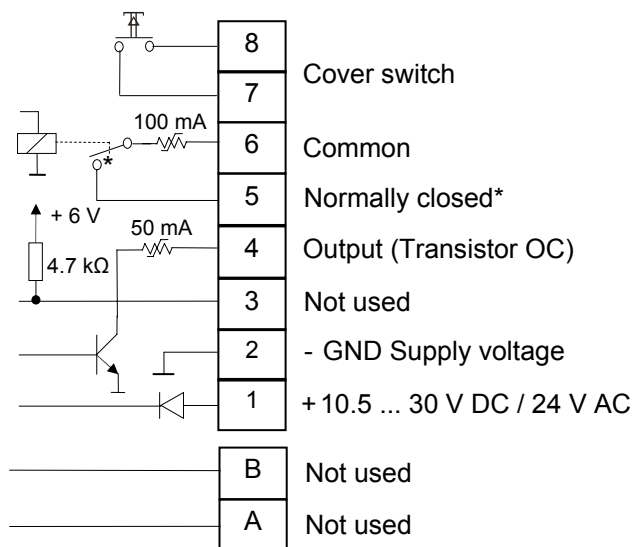 8
Cover switch
7
100 mA
6 Common
*
5 Normally closed*
+ 6 V
50 mA
4 Output (Transistor OC)
4.7 kΩ
3 Not used
2 - GND Supply voltage
1 + 10.5 ... 30 V DC / 24 V AC
B Not used
A Not used